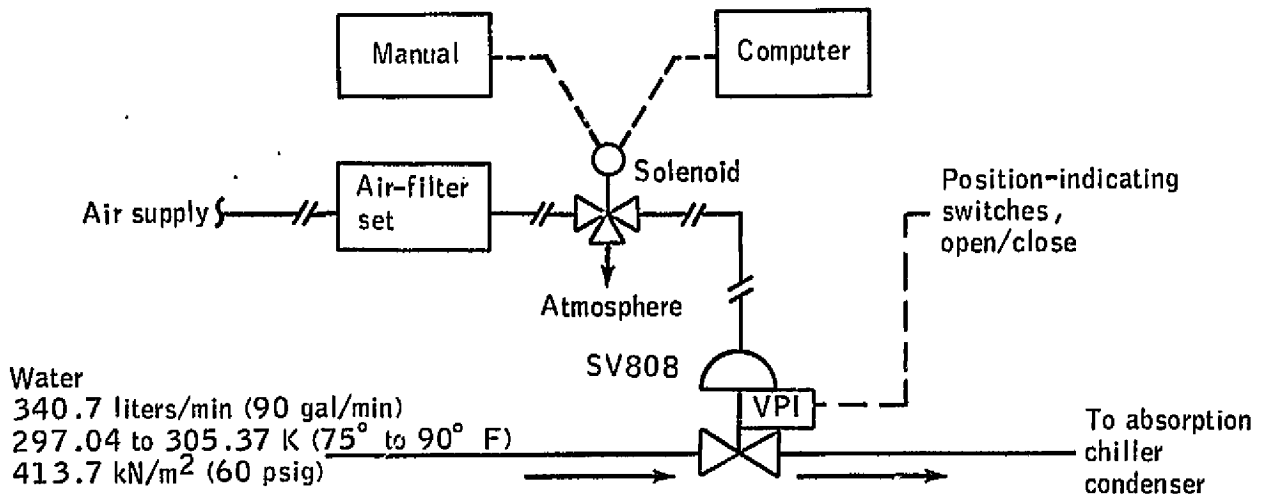 Manual
Computer
Solenoid
Air-filter
set
Air supply
Position-indicating
switches,
open/close
Atmosphere
SV808
VPI
Water
340.7 liters/min (90 gal/min)
297.04 to 305.37 K (75° to 90° F)
413.7 kN/m² (60 psig)
To absorption
chiller
condenser